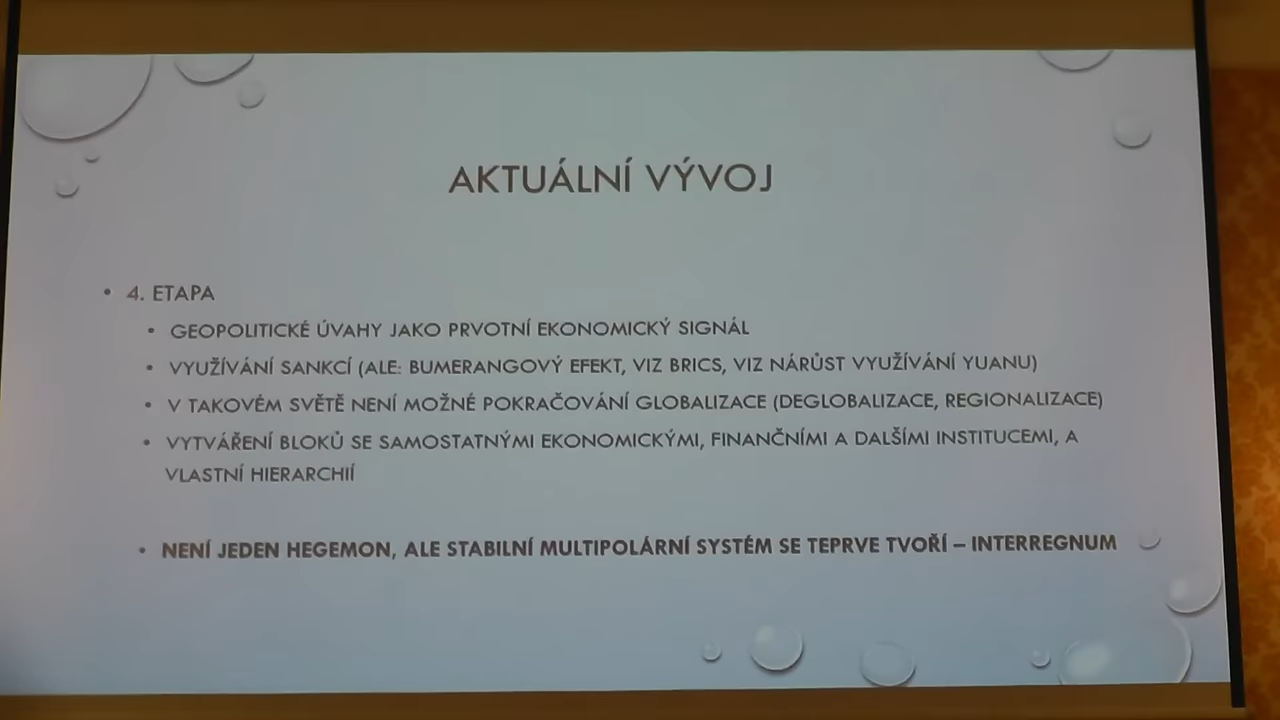 AKTUÁLNÍ VÝVOJ
• 4. ETAPA
• GEOPOLITICKÉ ÚVAHY JAKO PRVOTNÍ EKONOMICKÝ SIGNÁL
• VYUŽÍVÁNÍ SANKCÍ (ALE: BUMERANGOVÝ EFEKT, VIZ BRICS, VIZ NÁRŮST VYUŽÍVÁNÍ YUANU)
• V TAKOVÉM SVĚTĚ NENÍ MOŽNÉ POKRAČOVÁNÍ GLOBALIZACE (DEGLOBALIZACE, REGIONALIZACE)
• VYTVÁŘENÍ BLOKŮ SE SAMOSTATNÝMI EKONOMICKÝMI, FINANČNÍMI A DALŠÍMI INSTITUCEMI, A
VLASTNÍ HIERARCHIÍ
• NENÍ JEDEN HEGEMON, ALE STABILNÍ MULTIPOLÁRNÍ SYSTÉM SE TEPRVE TVOŘÍ – INTERREGNUM